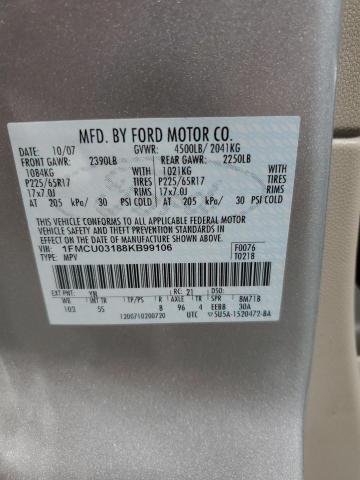 MFD. BY FORD MOTOR CO.
DATE: 10/07 GVWR: 4500LB/ 2041KG
FRONT GAWR: 2390LB REAR GAWR: 2250LB
1084KG WITH 1021KG WITH
P225/65R17 TIRES P225/65R17 TIRES
17x7.0J RIMS 17x7.0J RIMS
AT 205 kPa/ 30 PSI COLD AT 205 kPa/ 30 PSI COLD
THIS VEHICLE CONFORMS TO ALL APPLICABLE FEDERAL MOTOR
VEHICLE SAFETY AND THEFT PREVENTION STANDARDS IN
EFFECT ON THE DATE OF MANUFACTURE SHOWN ABOVE.
VIN: 1FMCU03188KB99106 F0076
TYPE: MPV T0218
EXT PNT: YN RC: 21 DSO:
WB INT TR TP/PS R AXLE TR SPR 8M71B
103 55 8 96 4 EEBB 30A
1200710200720 UTC 5U5A-1520472-BA